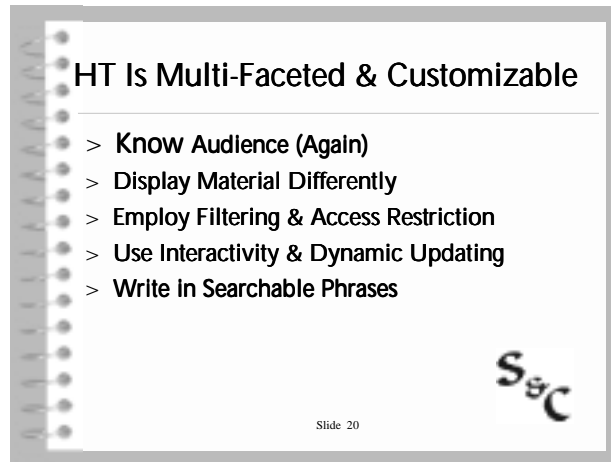 HT Is Multi-Faceted & Customizable
> Know Audience (Again)
> Display Material Differently
> Employ Filtering & Access Restriction
> Use Interactivity & Dynamic Updating
> Write in Searchable Phrases
S&C
Slide 20